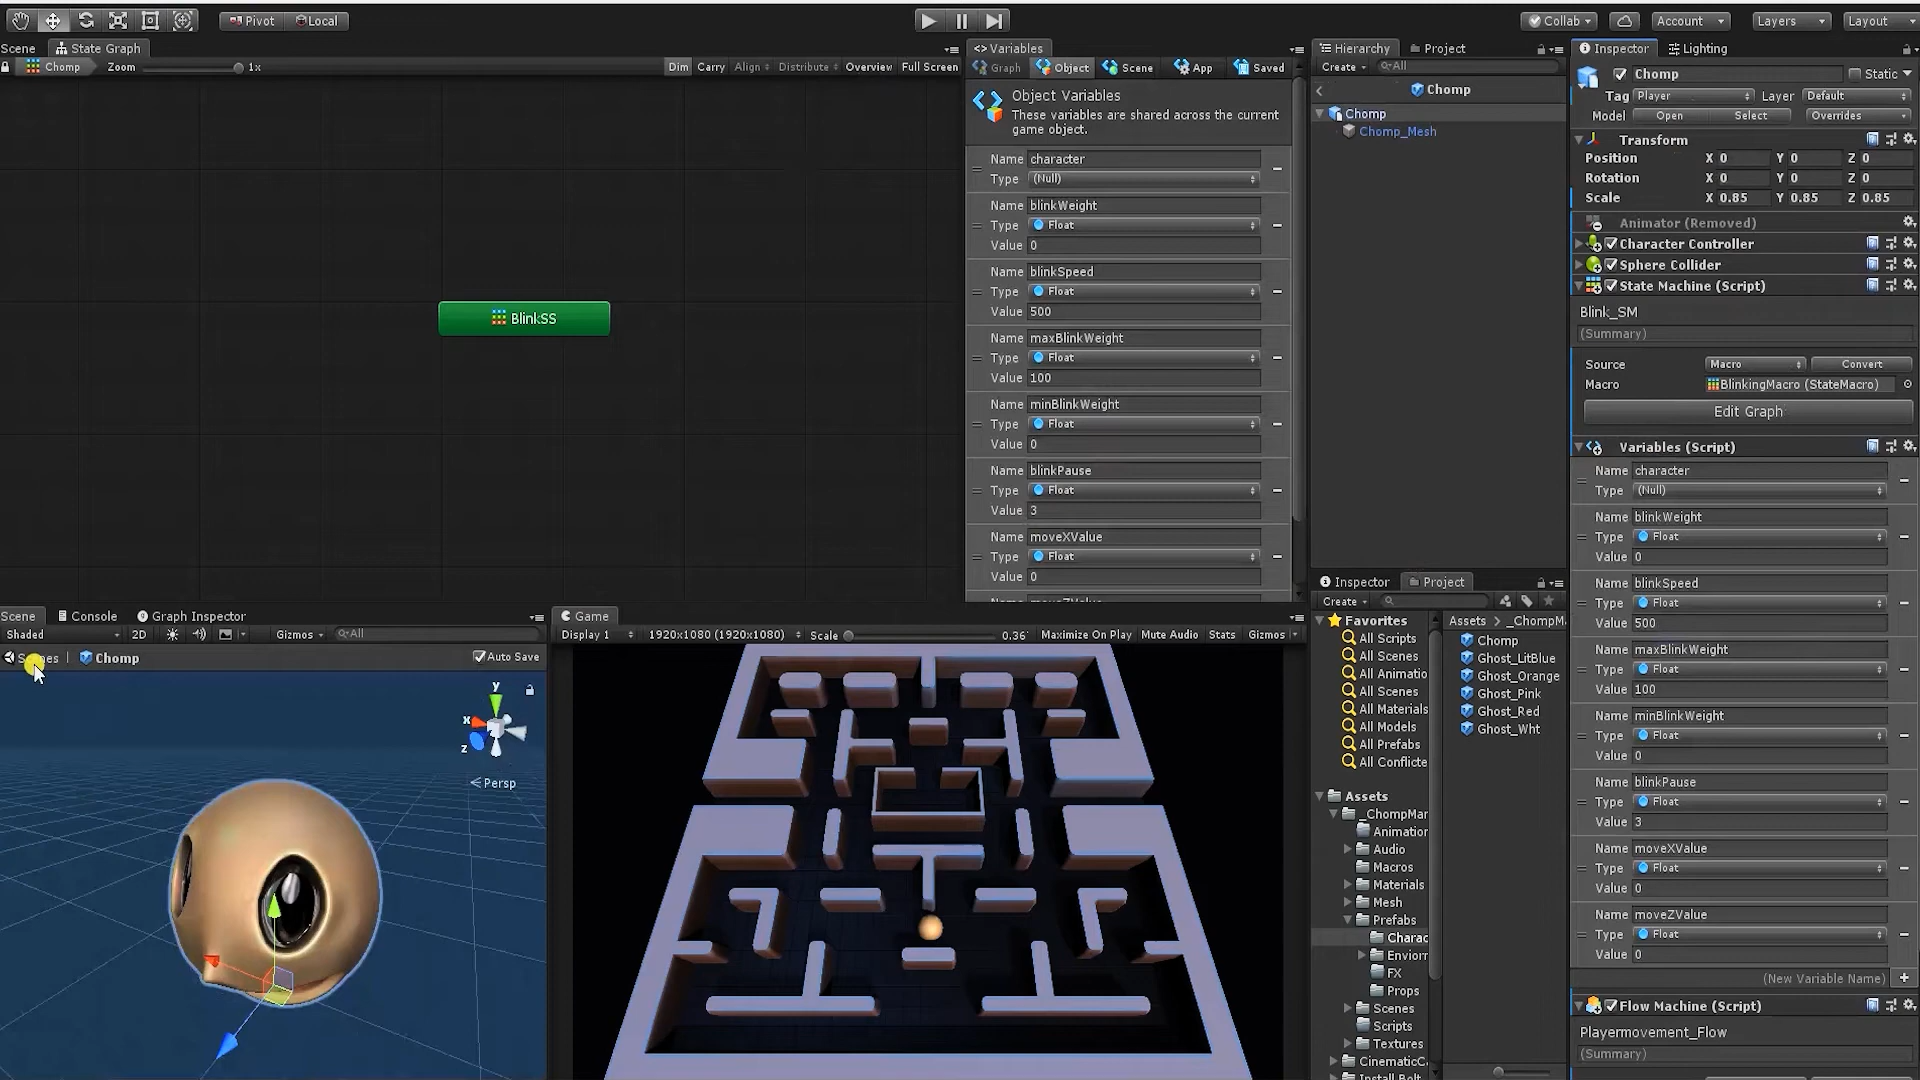 Pivot
Local
Collab
Account
Layers
Layout
Scene
State Graph
Chomp
Zoom
1x
Dim
Carry
Align
Distribute
Overview
Full Screen
<> Variables
Graph
Object
Scene
App
Saved
Object Variables
These variables are shared across the current
game object.
Name character
Type (Null)
Name blinkWeight
Type Float
Value 0
Name blinkSpeed
Type Float
Value 500
Name maxBlinkWeight
Type Float
Value 100
Name minBlinkWeight
Type Float
Value 0
Name blinkPause
Type Float
Value 3
Name moveXValue
Type Float
Value 0
BlinkSS
Hierarchy
Project
Create
All
Chomp
Chomp
Chomp_Mesh
Inspector
Lighting
Chomp
Static
Tag Player
Layer Default
Model Open Select Overrides
Transform
Position X 0 Y 0 Z 0
Rotation X 0 Y 0 Z 0
Scale X 0.85 Y 0.85 Z 0.85
Animator (Removed)
Character Controller
Sphere Collider
State Machine (Script)
Blink_SM
(Summary)
Source Macro Convert
Macro BlinkingMacro (StateMacro)
Edit Graph
Variables (Script)
Name character
Type (Null)
Name blinkWeight
Type Float
Value 0
Name blinkSpeed
Type Float
Value 500
Name maxBlinkWeight
Type Float
Value 100
Name minBlinkWeight
Type Float
Value 0
Name blinkPause
Type Float
Value 3
Name moveXValue
Type Float
Value 0
Name moveZValue
Type Float
Value 0
(New Variable Name)
Flow Machine (Script)
Playermovement_Flow
(Summary)
Scene
Console
Graph Inspector
Shaded
2D
Gizmos
All
Chomp
Auto Save
y
x
z
Persp
Game
Display 1
1920x1080 (1920x1080)
Scale
0.36
Maximize On Play
Mute Audio
Stats
Gizmos
Inspector
Project
Create
Favorites
All Scripts
All Scenes
All Animatio
All Scenes
All Materials
All Models
All Prefabs
All Conflicte
Assets
_ChompMar
Animation
Audio
Macros
Materials
Mesh
Prefabs
Charac
Enviorn
FX
Props
Scenes
Scripts
Textures
CinematicCa
Install Bolt
Assets > _ChompMa
Chomp
Ghost_LitBlue
Ghost_Orange
Ghost_Pink
Ghost_Red
Ghost_Wht